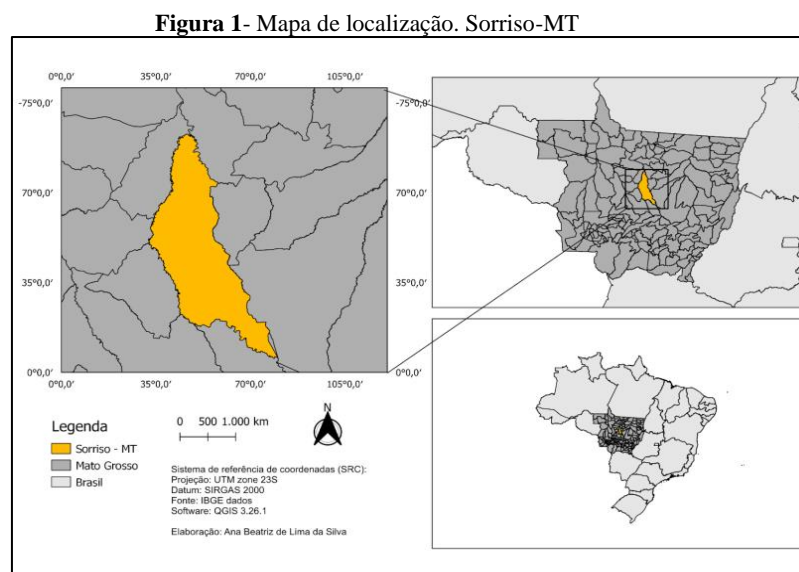 Figura 1- Mapa de localização. Sorriso-MT
0°0,0' 35°0,0' 70°0,0' 105°0,0'
-75°0,0'
70°0,0'
35°0,0'
0°0,0'
0°0,0' 35°0,0' 70°0,0' 105°0,0'
-75°0,0'
70°0,0'
35°0,0'
0°0,0'
Legenda
Sorriso - MT
Mato Grosso
Brasil
0 500 1.000 km
N
Sistema de referência de coordenadas (SRC):
Projeção: UTM zone 23S
Datum: SIRGAS 2000
Fonte: IBGE dados
Software: QGIS 3.26.1
Elaboração: Ana Beatriz de Lima da Silva